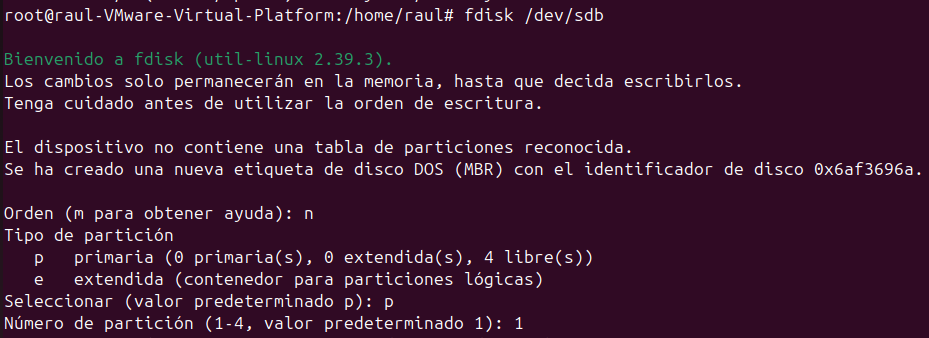 root@raul-VMware-Virtual-Platform:/home/raul# fdisk /dev/sdb
Bienvenido a fdisk (util-linux 2.39.3).
Los cambios solo permanecerán en la memoria, hasta que decida escribirlos.
Tenga cuidado antes de utilizar la orden de escritura.
El dispositivo no contiene una tabla de particiones reconocida.
Se ha creado una nueva etiqueta de disco DOS (MBR) con el identificador de disco 0x6af3696a.
Orden (m para obtener ayuda): n
Tipo de partición
p primaria (0 primaria(s), 0 extendida(s), 4 libre(s))
e extendida (contenedor para particiones lógicas)
Seleccionar (valor predeterminado p): p
Número de partición (1-4, valor predeterminado 1): 1